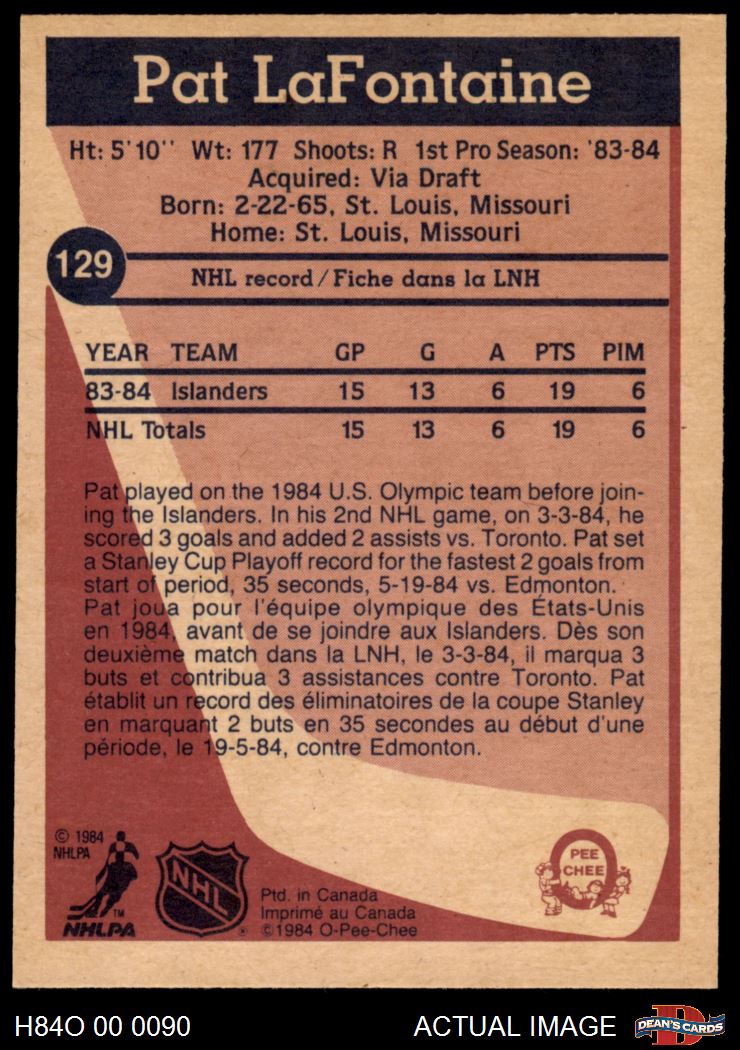 Pat LaFontaine
Ht: 5'10'' Wt: 177 Shoots: R 1st Pro Season: '83-84
Acquired: Via Draft
Born: 2-22-65, St. Louis, Missouri
Home: St. Louis, Missouri
129
NHL record/Fiche dans la LNH
YEAR TEAM GP G A PTS PIM
83-84 Islanders 15 13 6 19 6
NHL Totals 15 13 6 19 6
Pat played on the 1984 U.S. Olympic team before join-
ing the Islanders. In his 2nd NHL game, on 3-3-84, he
scored 3 goals and added 2 assists vs. Toronto. Pat set
a Stanley Cup Playoff record for the fastest 2 goals from
start of period, 35 seconds, 5-19-84 vs. Edmonton.
Pat joua pour l'équipe olympique des États-Unis
en 1984, avant de se joindre aux Islanders. Dès son
deuxième match dans la LNH, le 3-3-84, il marqua 3
buts et contribua 3 assistances contre Toronto. Pat
établit un record des éliminatoires de la coupe Stanley
en marquant 2 buts en 35 secondes au début d'une
période, le 19-5-84, contre Edmonton.
© 1984
NHLPA
TM
NHLPA
NHL
®
Ptd. in Canada
Imprimé au Canada
©1984 O-Pee-Chee
PEE
CHEE
H84O 00 0090
ACTUAL IMAGE
D
DEAN'S CARDS